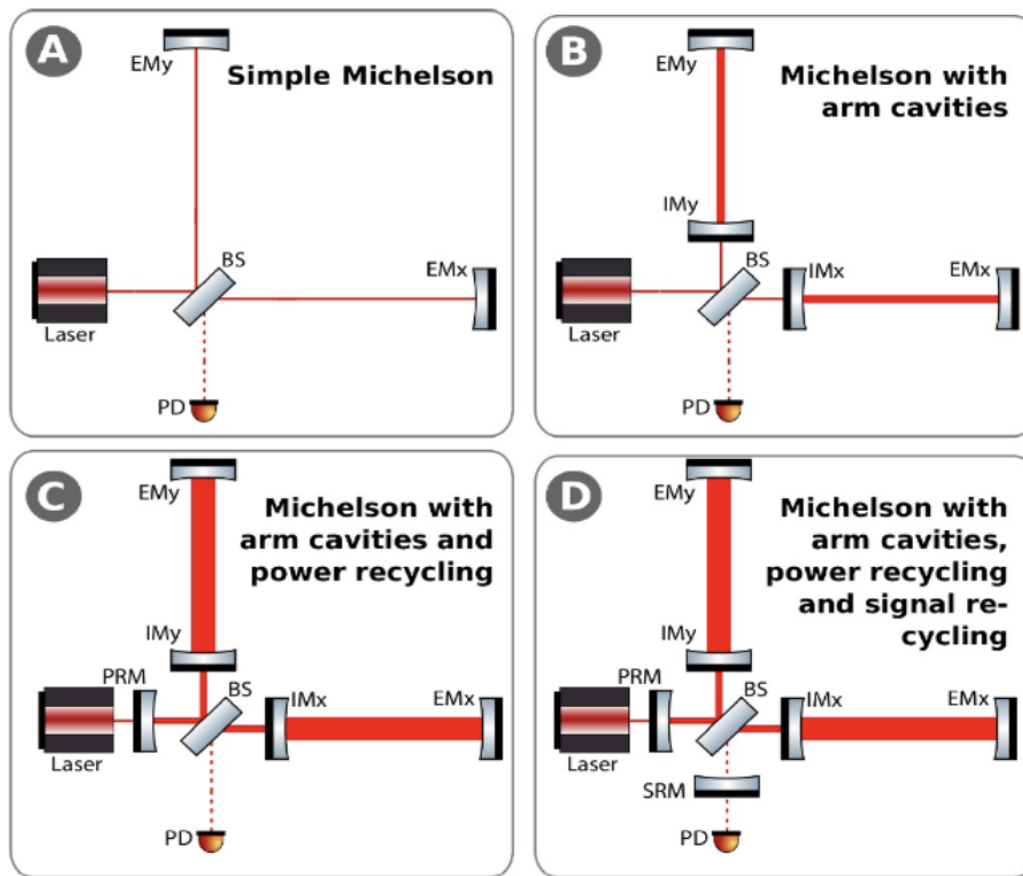 A
EMy
Simple Michelson
BS
EMx
Laser
PD
B
EMy
Michelson with
arm cavities
IMy
BS
IMx
EMx
Laser
PD
C
EMy
Michelson with
arm cavities and
power recycling
IMy
PRM
BS
IMx
EMx
Laser
PD
D
EMy
Michelson with
arm cavities,
power recycling
and signal re-
cycling
IMy
PRM
BS
IMx
EMx
Laser
SRM
PD